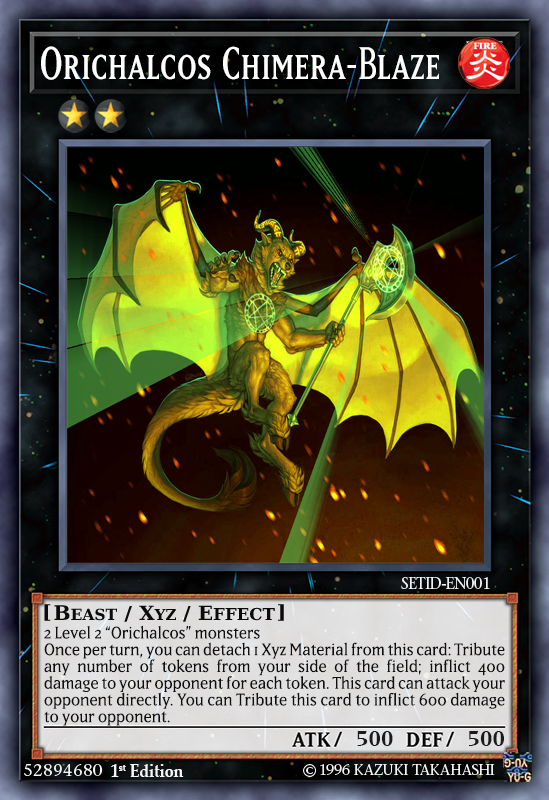 Orichalcos Chimera-Blaze
FIRE
炎
SETID-EN001
[Beast / Xyz / Effect]
2 Level 2 “Orichalcos” monsters
Once per turn, you can detach 1 Xyz Material from this card: Tribute
any number of tokens from your side of the field; inflict 400
damage to your opponent for each token. This card can attack your
opponent directly. You can Tribute this card to inflict 600 damage
to your opponent.
ATK/ 500 DEF/ 500
52894680 1st Edition
© 1996 KAZUKI TAKAHASHI
YU-G